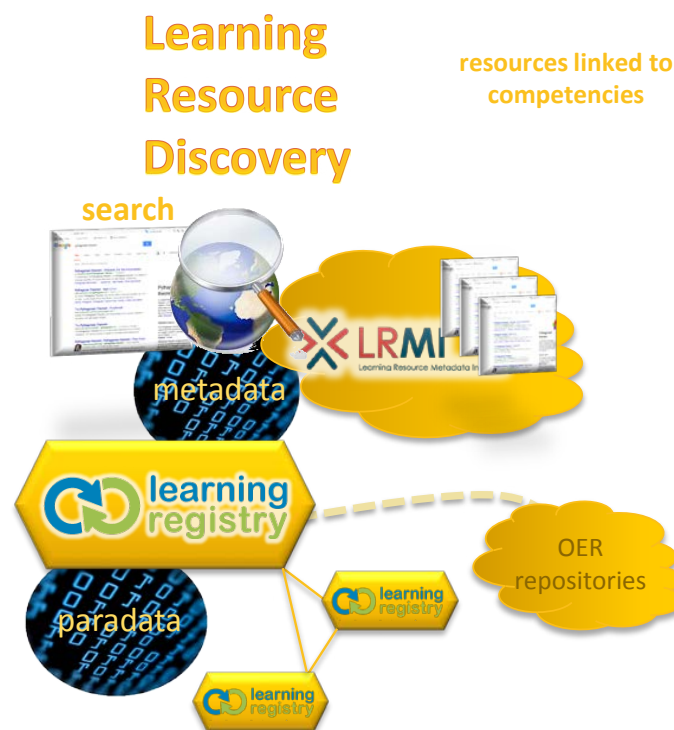 Learning
Resource
Discovery
resources linked to
competencies
search
LRMI
Learning Resource Metadata In
metadata
learning
registry
OER
repositories
paradata
learning
registry
learning
registry